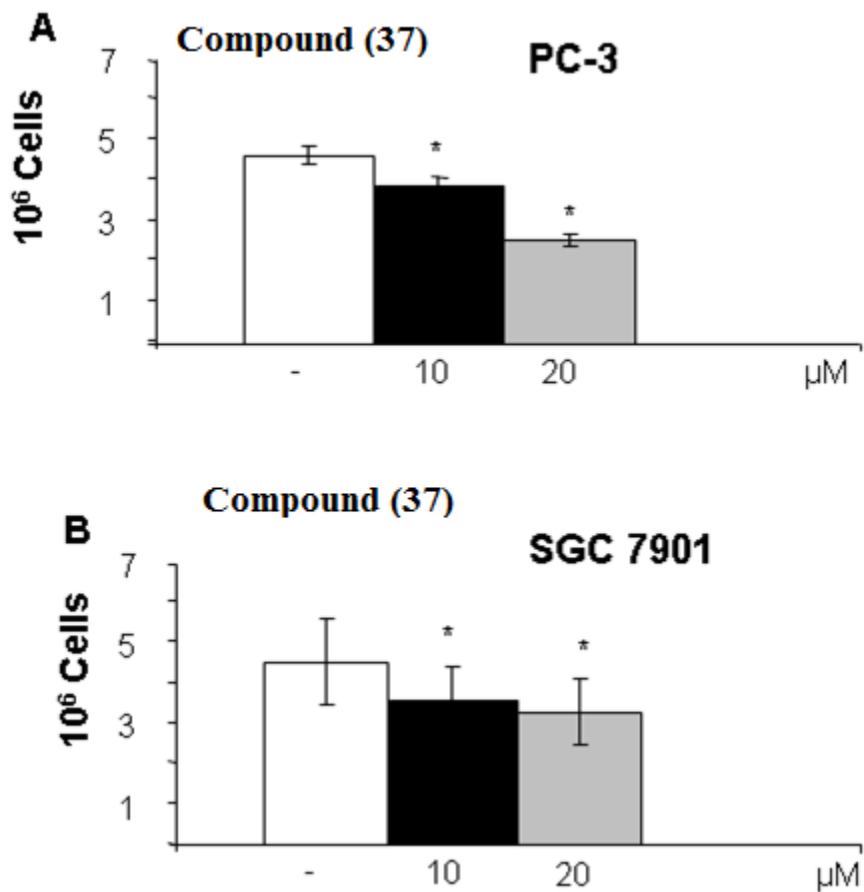 A
Compound (37)
PC-3
10⁶ Cells
7
5
3
1
*
*
- 10 20 µM
Compound (37)
B
SGC 7901
10⁶ Cells
7
5
3
1
*
*
- 10 20 µM